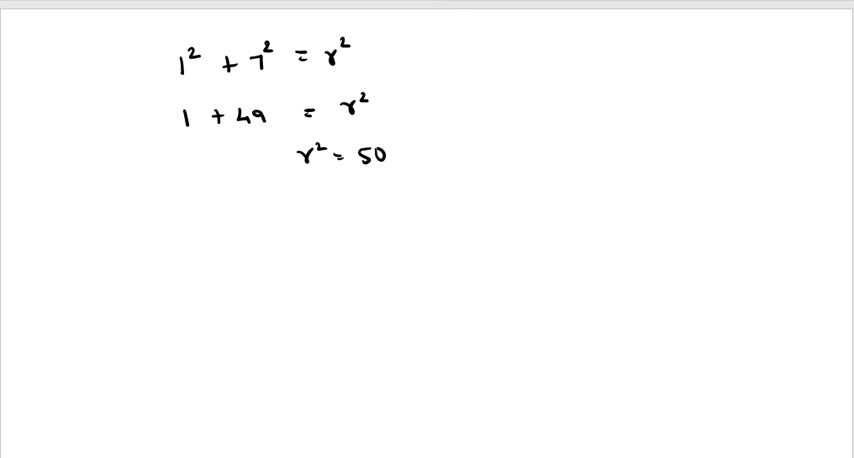 1² + 7² = r²
1 + 49 = r²
r² = 50